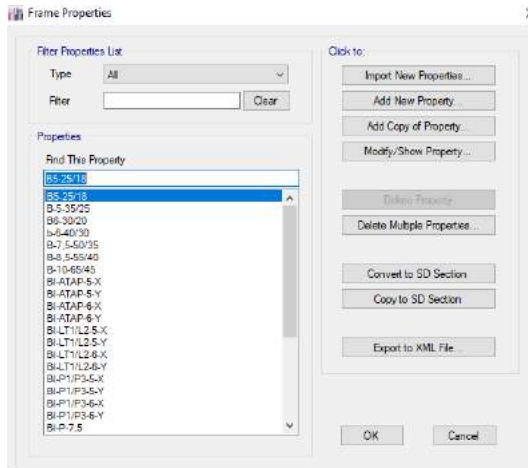 Frame Properties
Filter Properties List
Type All
Filter Clear
Properties
Find This Property
B5-25/18
B5-25/18
B-5-35/25
B6-30/20
b-6-40/30
B-7,5-50/35
B-8,5-55/40
B-10-65/45
BI-ATAP-5-X
BI-ATAP-5-Y
BI-ATAP-6-X
BI-ATAP-6-Y
BI-LT1/L2-5-X
BI-LT1/L2-5-Y
BI-LT1/L2-6-X
BI-LT1/L2-6-Y
BI-P1/P3-5-X
BI-P1/P3-5-Y
BI-P1/P3-6-X
BI-P1/P3-6-Y
BI-P-7.5
Click to:
Import New Properties...
Add New Property...
Add Copy of Property...
Modify/Show Property...
Delete Property
Delete Multiple Properties...
Convert to SD Section
Copy to SD Section
Export to XML File...
OK
Cancel